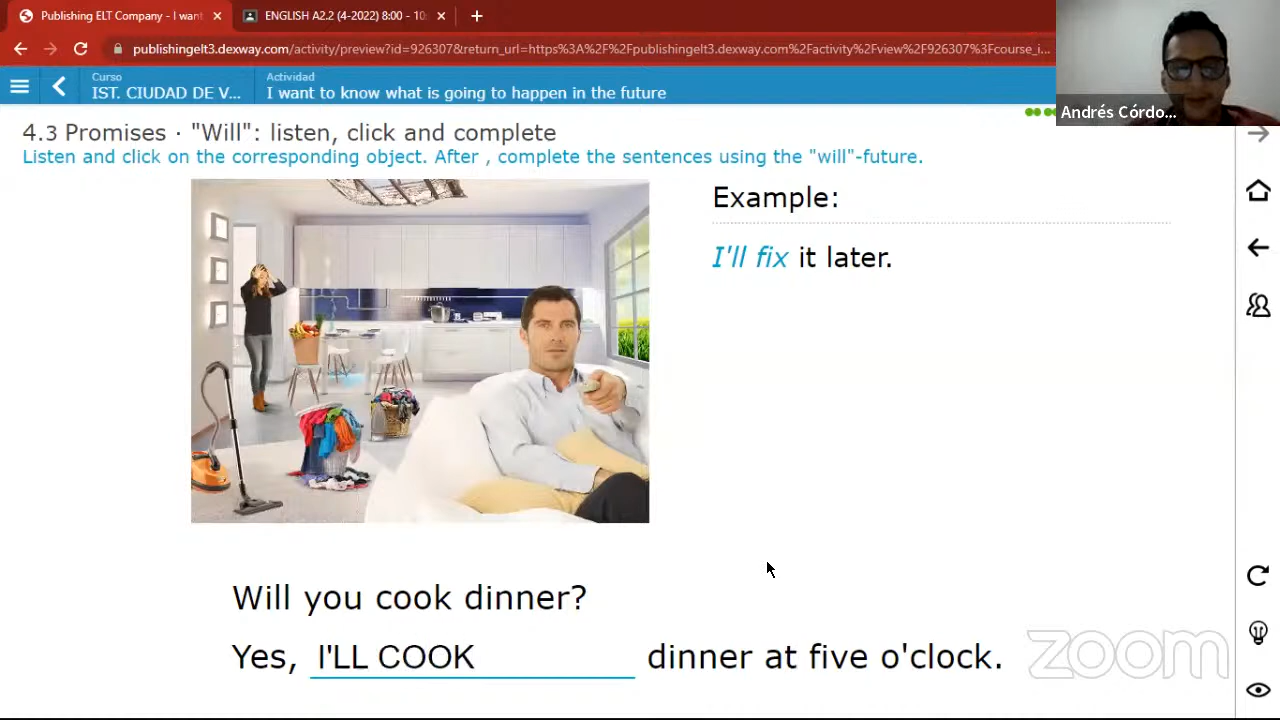 Publishing ELT Company - I want
ENGLISH A2.2 (4-2022) 8:00 - 10:
publishingelt3.dexway.com/activity/preview?id=926307&return_url=https%3A%2F%2Fpublishingelt3.dexway.com%2Factivity%2Fview%2F926307%3Fcourse_i...
Curso
IST. CIUDAD DE V...
Actividad
I want to know what is going to happen in the future
Andrés Córdo...
4.3 Promises · "Will": listen, click and complete
Listen and click on the corresponding object. After , complete the sentences using the "will"-future.
Example:
I'll fix it later.
Will you cook dinner?
Yes, I'LL COOK dinner at five o'clock.
zoom